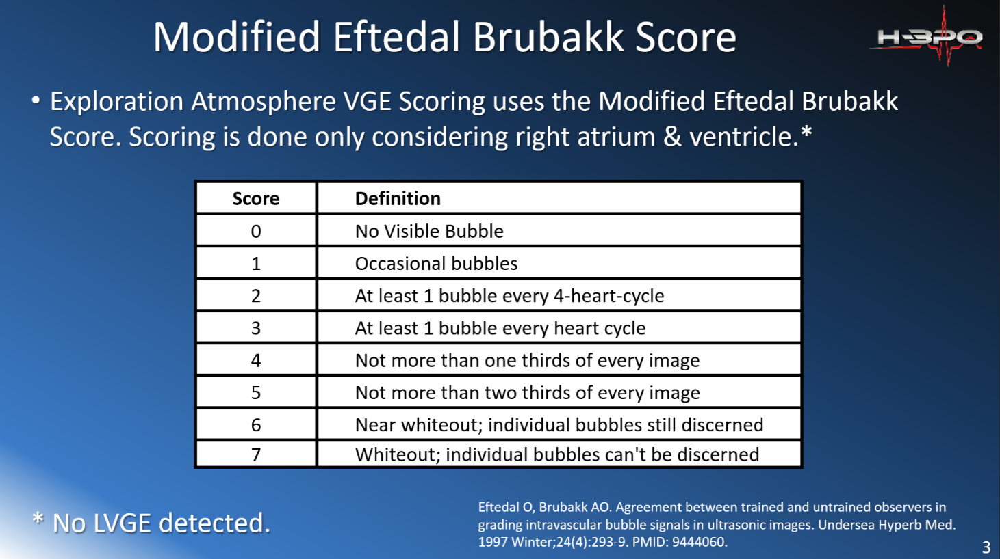 Modified Eftedal Brubakk Score
H-3PO
• Exploration Atmosphere VGE Scoring uses the Modified Eftedal Brubakk
Score. Scoring is done only considering right atrium & ventricle.*
Score Definition
0 No Visible Bubble
1 Occasional bubbles
2 At least 1 bubble every 4-heart-cycle
3 At least 1 bubble every heart cycle
4 Not more than one thirds of every image
5 Not more than two thirds of every image
6 Near whiteout; individual bubbles still discerned
7 Whiteout; individual bubbles can't be discerned
* No LVGE detected.
Eftedal O, Brubakk AO. Agreement between trained and untrained observers in
grading intravascular bubble signals in ultrasonic images. Undersea Hyperb Med.
1997 Winter;24(4):293-9. PMID: 9444060.
3